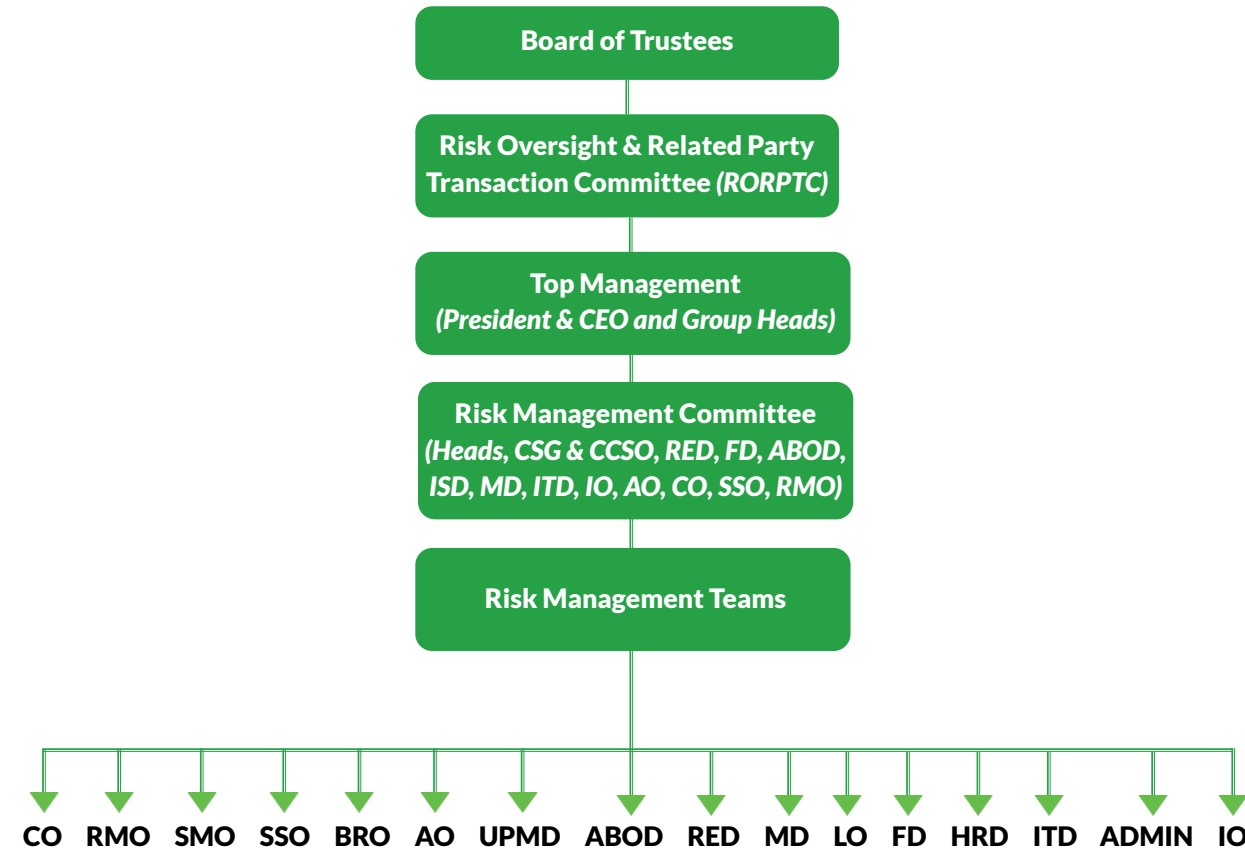 Board of Trustees
Risk Oversight & Related Party
Transaction Committee (RORPTC)
Top Management
(President & CEO and Group Heads)
Risk Management Committee
(Heads, CSG & CCSO, RED, FD, ABOD,
ISD, MD, ITD, IO, AO, CO, SSO, RMO)
Risk Management Teams
CO RMO SMO SSO BRO AO UPMD ABOD RED MD LO FD HRD ITD ADMIN IO